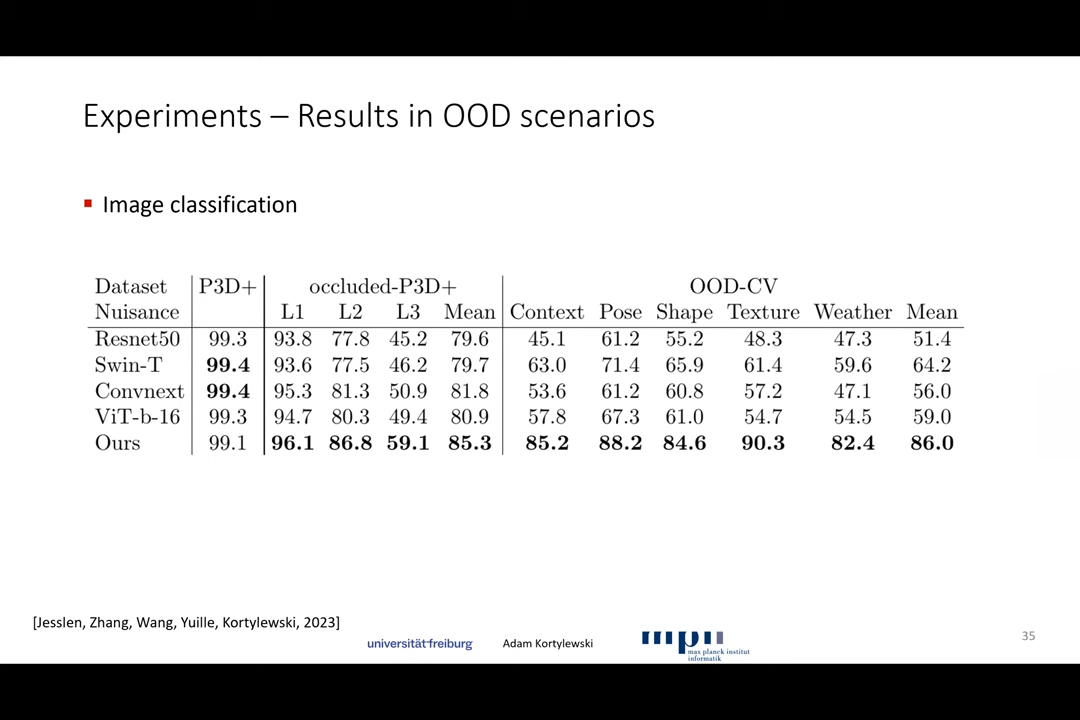 Experiments – Results in OOD scenarios
▪ Image classification
Dataset P3D+ occluded-P3D+ OOD-CV
Nuisance L1 L2 L3 Mean Context Pose Shape Texture Weather Mean
Resnet50 99.3 93.8 77.8 45.2 79.6 45.1 61.2 55.2 48.3 47.3 51.4
Swin-T 99.4 93.6 77.5 46.2 79.7 63.0 71.4 65.9 61.4 59.6 64.2
Convnext 99.4 95.3 81.3 50.9 81.8 53.6 61.2 60.8 57.2 47.1 56.0
ViT-b-16 99.3 94.7 80.3 49.4 80.9 57.8 67.3 61.0 54.7 54.5 59.0
Ours 99.1 96.1 86.8 59.1 85.3 85.2 88.2 84.6 90.3 82.4 86.0
[Jesslen, Zhang, Wang, Yuille, Kortylewski, 2023]
universität freiburg
Adam Kortylewski
mpi
max planck institut
informatik
35